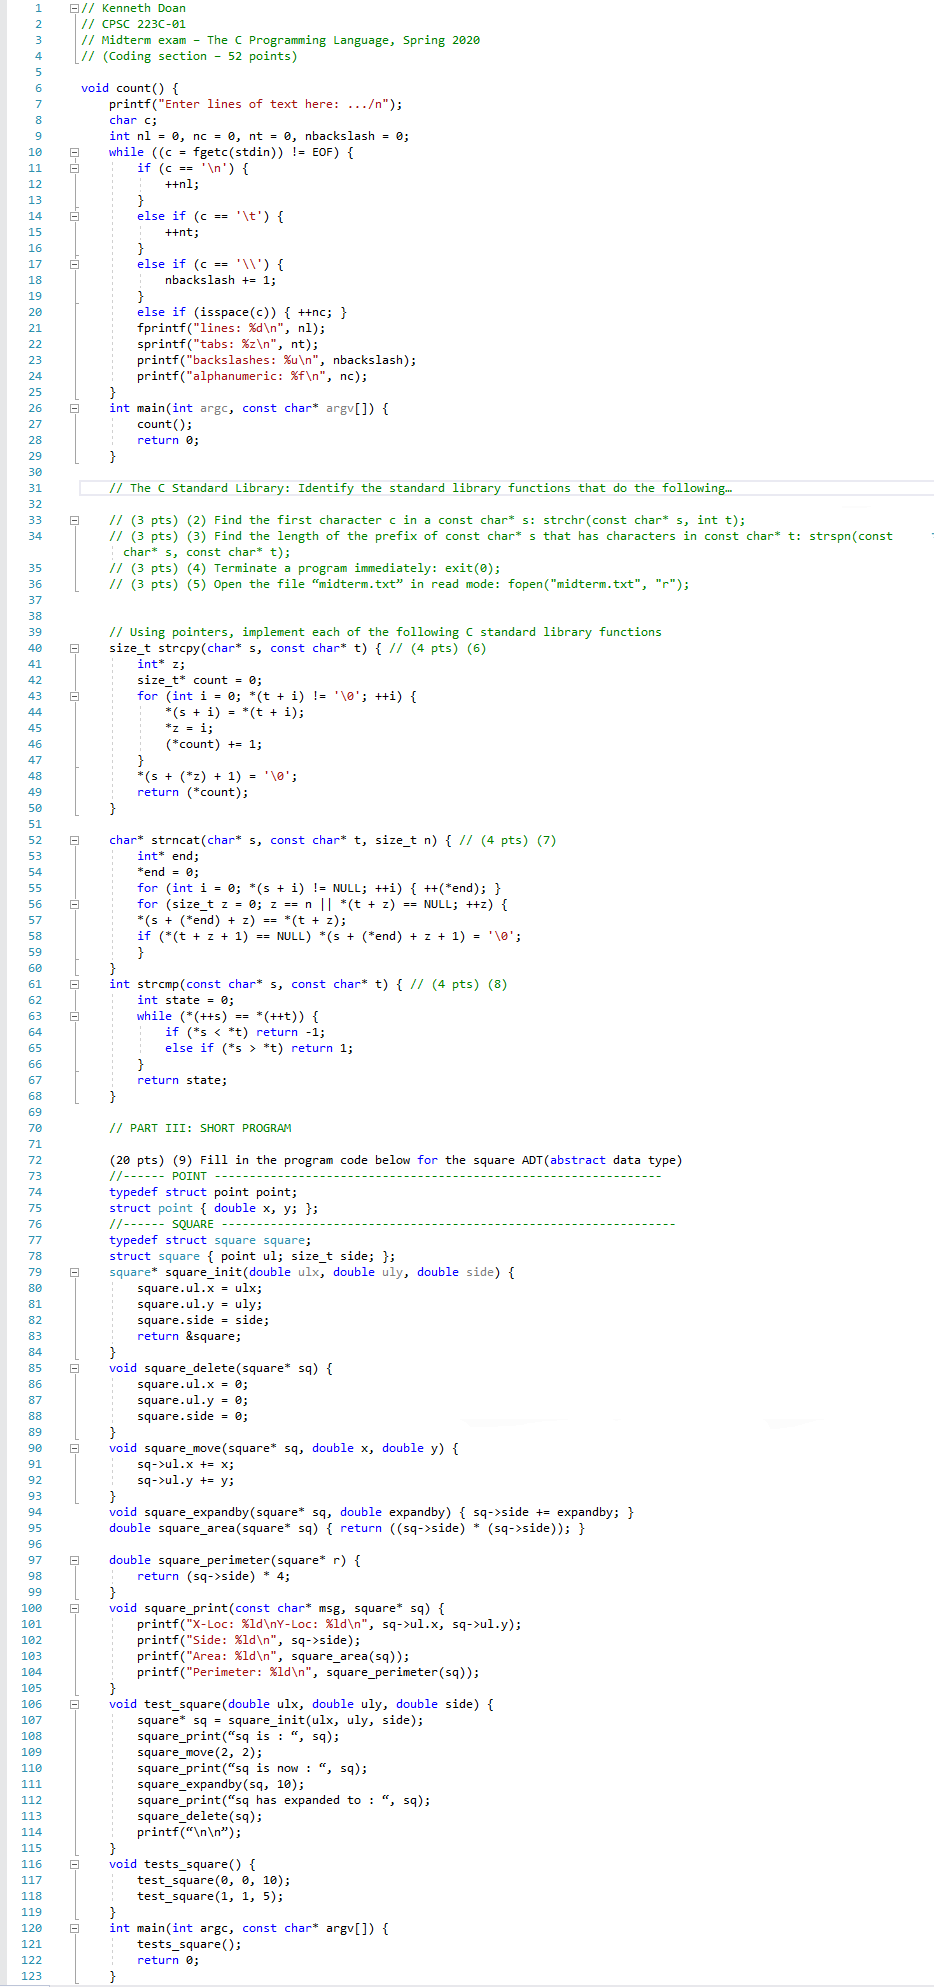 1 // Kenneth Doan
2 // CPSC 223C-01
3 // Midterm exam – The C Programming Language, Spring 2020
4 // (Coding section – 52 points)
5
6 void count() {
7 printf("Enter lines of text here: .../n");
8 char c;
9 int nl = 0, nc = 0, nt = 0, nbackslash = 0;
10 while ((c = fgetc(stdin)) != EOF) {
11 if (c == '\n') {
12 ++nl;
13 }
14 else if (c == '\t') {
15 ++nt;
16 }
17 else if (c == '\\') {
18 nbackslash += 1;
19 }
20 else if (isspace(c)) { ++nc; }
21 fprintf("lines: %d\n", nl);
22 sprintf("tabs: %z\n", nt);
23 printf("backslashes: %u\n", nbackslash);
24 printf("alphanumeric: %f\n", nc);
25 }
26 int main(int argc, const char* argv[]) {
27 count();
28 return 0;
29 }
30
31 // The C Standard Library: Identify the standard library functions that do the following…
32
33 // (3 pts) (2) Find the first character c in a const char* s: strchr(const char* s, int t);
34 // (3 pts) (3) Find the length of the prefix of const char* s that has characters in const char* t: strspn(const
char* s, const char* t);
35 // (3 pts) (4) Terminate a program immediately: exit(0);
36 // (3 pts) (5) Open the file “midterm.txt” in read mode: fopen("midterm.txt", "r");
37
38
39 // Using pointers, implement each of the following C standard library functions
40 size_t strcpy(char* s, const char* t) { // (4 pts) (6)
41 int* z;
42 size_t* count = 0;
43 for (int i = 0; *(t + i) != '\0'; ++i) {
44 *(s + i) = *(t + i);
45 *z = i;
46 (*count) += 1;
47 }
48 *(s + (*z) + 1) = '\0';
49 return (*count);
50 }
51
52 char* strncat(char* s, const char* t, size_t n) { // (4 pts) (7)
53 int* end;
54 *end = 0;
55 for (int i = 0; *(s + i) != NULL; ++i) { ++(*end); }
56 for (size_t z = 0; z == n || *(t + z) == NULL; ++z) {
57 *(s + (*end) + z) == *(t + z);
58 if (*(t + z + 1) == NULL) *(s + (*end) + z + 1) = '\0';
59 }
60 }
61 int strcmp(const char* s, const char* t) { // (4 pts) (8)
62 int state = 0;
63 while (*(++s) == *(++t)) {
64 if (*s < *t) return -1;
65 else if (*s > *t) return 1;
66 }
67 return state;
68 }
69
70 // PART III: SHORT PROGRAM
71
72 (20 pts) (9) Fill in the program code below for the square ADT(abstract data type)
73 //------ POINT ----------------------------------------------------------------
74 typedef struct point point;
75 struct point { double x, y; };
76 //------ SQUARE -----------------------------------------------------------------
77 typedef struct square square;
78 struct square { point ul; size_t side; };
79 square* square_init(double ulx, double uly, double side) {
80 square.ul.x = ulx;
81 square.ul.y = uly;
82 square.side = side;
83 return &square;
84 }
85 void square_delete(square* sq) {
86 square.ul.x = 0;
87 square.ul.y = 0;
88 square.side = 0;
89 }
90 void square_move(square* sq, double x, double y) {
91 sq->ul.x += x;
92 sq->ul.y += y;
93 }
94 void square_expandby(square* sq, double expandby) { sq->side += expandby; }
95 double square_area(square* sq) { return ((sq->side) * (sq->side)); }
96
97 double square_perimeter(square* r) {
98 return (sq->side) * 4;
99 }
100 void square_print(const char* msg, square* sq) {
101 printf("X-Loc: %ld\nY-Loc: %ld\n", sq->ul.x, sq->ul.y);
102 printf("Side: %ld\n", sq->side);
103 printf("Area: %ld\n", square_area(sq));
104 printf("Perimeter: %ld\n", square_perimeter(sq));
105 }
106 void test_square(double ulx, double uly, double side) {
107 square* sq = square_init(ulx, uly, side);
108 square_print(“sq is : “, sq);
109 square_move(2, 2);
110 square_print(“sq is now : “, sq);
111 square_expandby(sq, 10);
112 square_print(“sq has expanded to : “, sq);
113 square_delete(sq);
114 printf(“\n\n”);
115 }
116 void tests_square() {
117 test_square(0, 0, 10);
118 test_square(1, 1, 5);
119 }
120 int main(int argc, const char* argv[]) {
121 tests_square();
122 return 0;
123 }